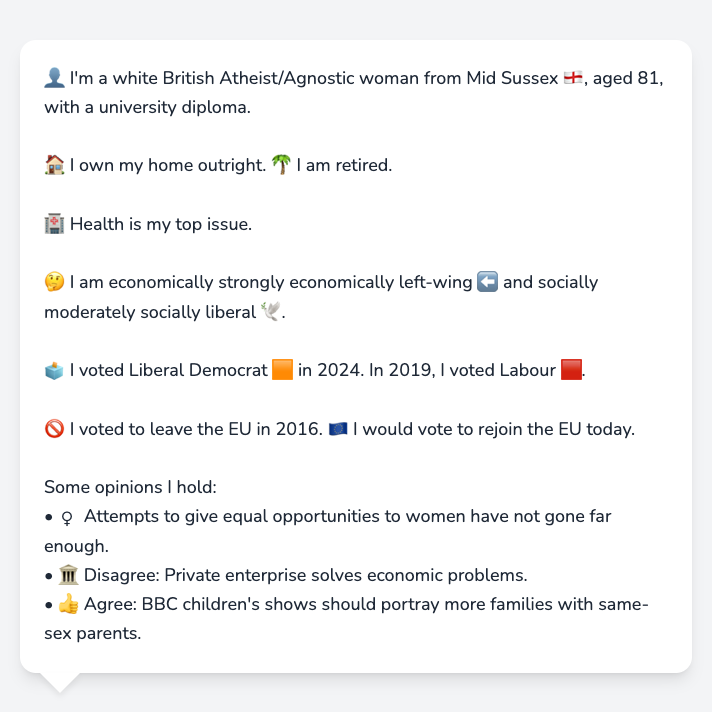 👤 I'm a white British Atheist/Agnostic woman from Mid Sussex 🏴󠁧󠁢󠁥󠁮󠁧󠁿, aged 81,
with a university diploma.
🏠 I own my home outright. 🌴 I am retired.
🏥 Health is my top issue.
🤔 I am economically strongly economically left-wing ⬅️ and socially
moderately socially liberal 🕊️.
🗳️ I voted Liberal Democrat 🟧 in 2024. In 2019, I voted Labour 🟥.
🚫 I voted to leave the EU in 2016. 🇪🇺 I would vote to rejoin the EU today.
Some opinions I hold:
• ♀ Attempts to give equal opportunities to women have not gone far
enough.
• 🏛️ Disagree: Private enterprise solves economic problems.
• 👍 Agree: BBC children's shows should portray more families with same-
sex parents.